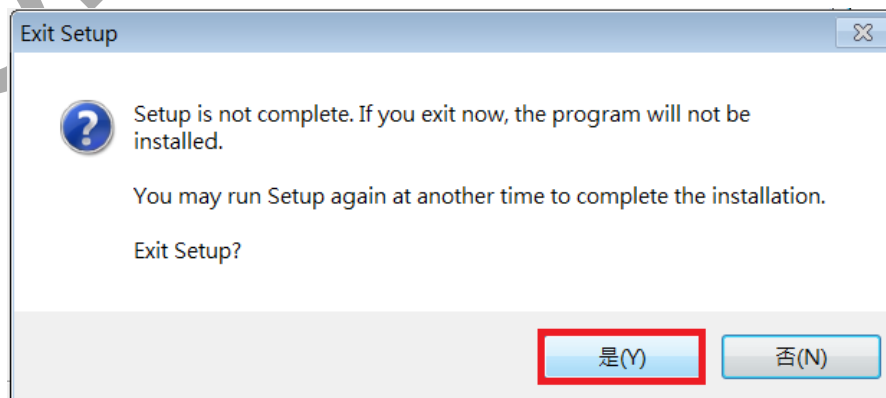 Exit Setup
Setup is not complete. If you exit now, the program will not be
installed.
You may run Setup again at another time to complete the installation.
Exit Setup?
是(Y)
否(N)